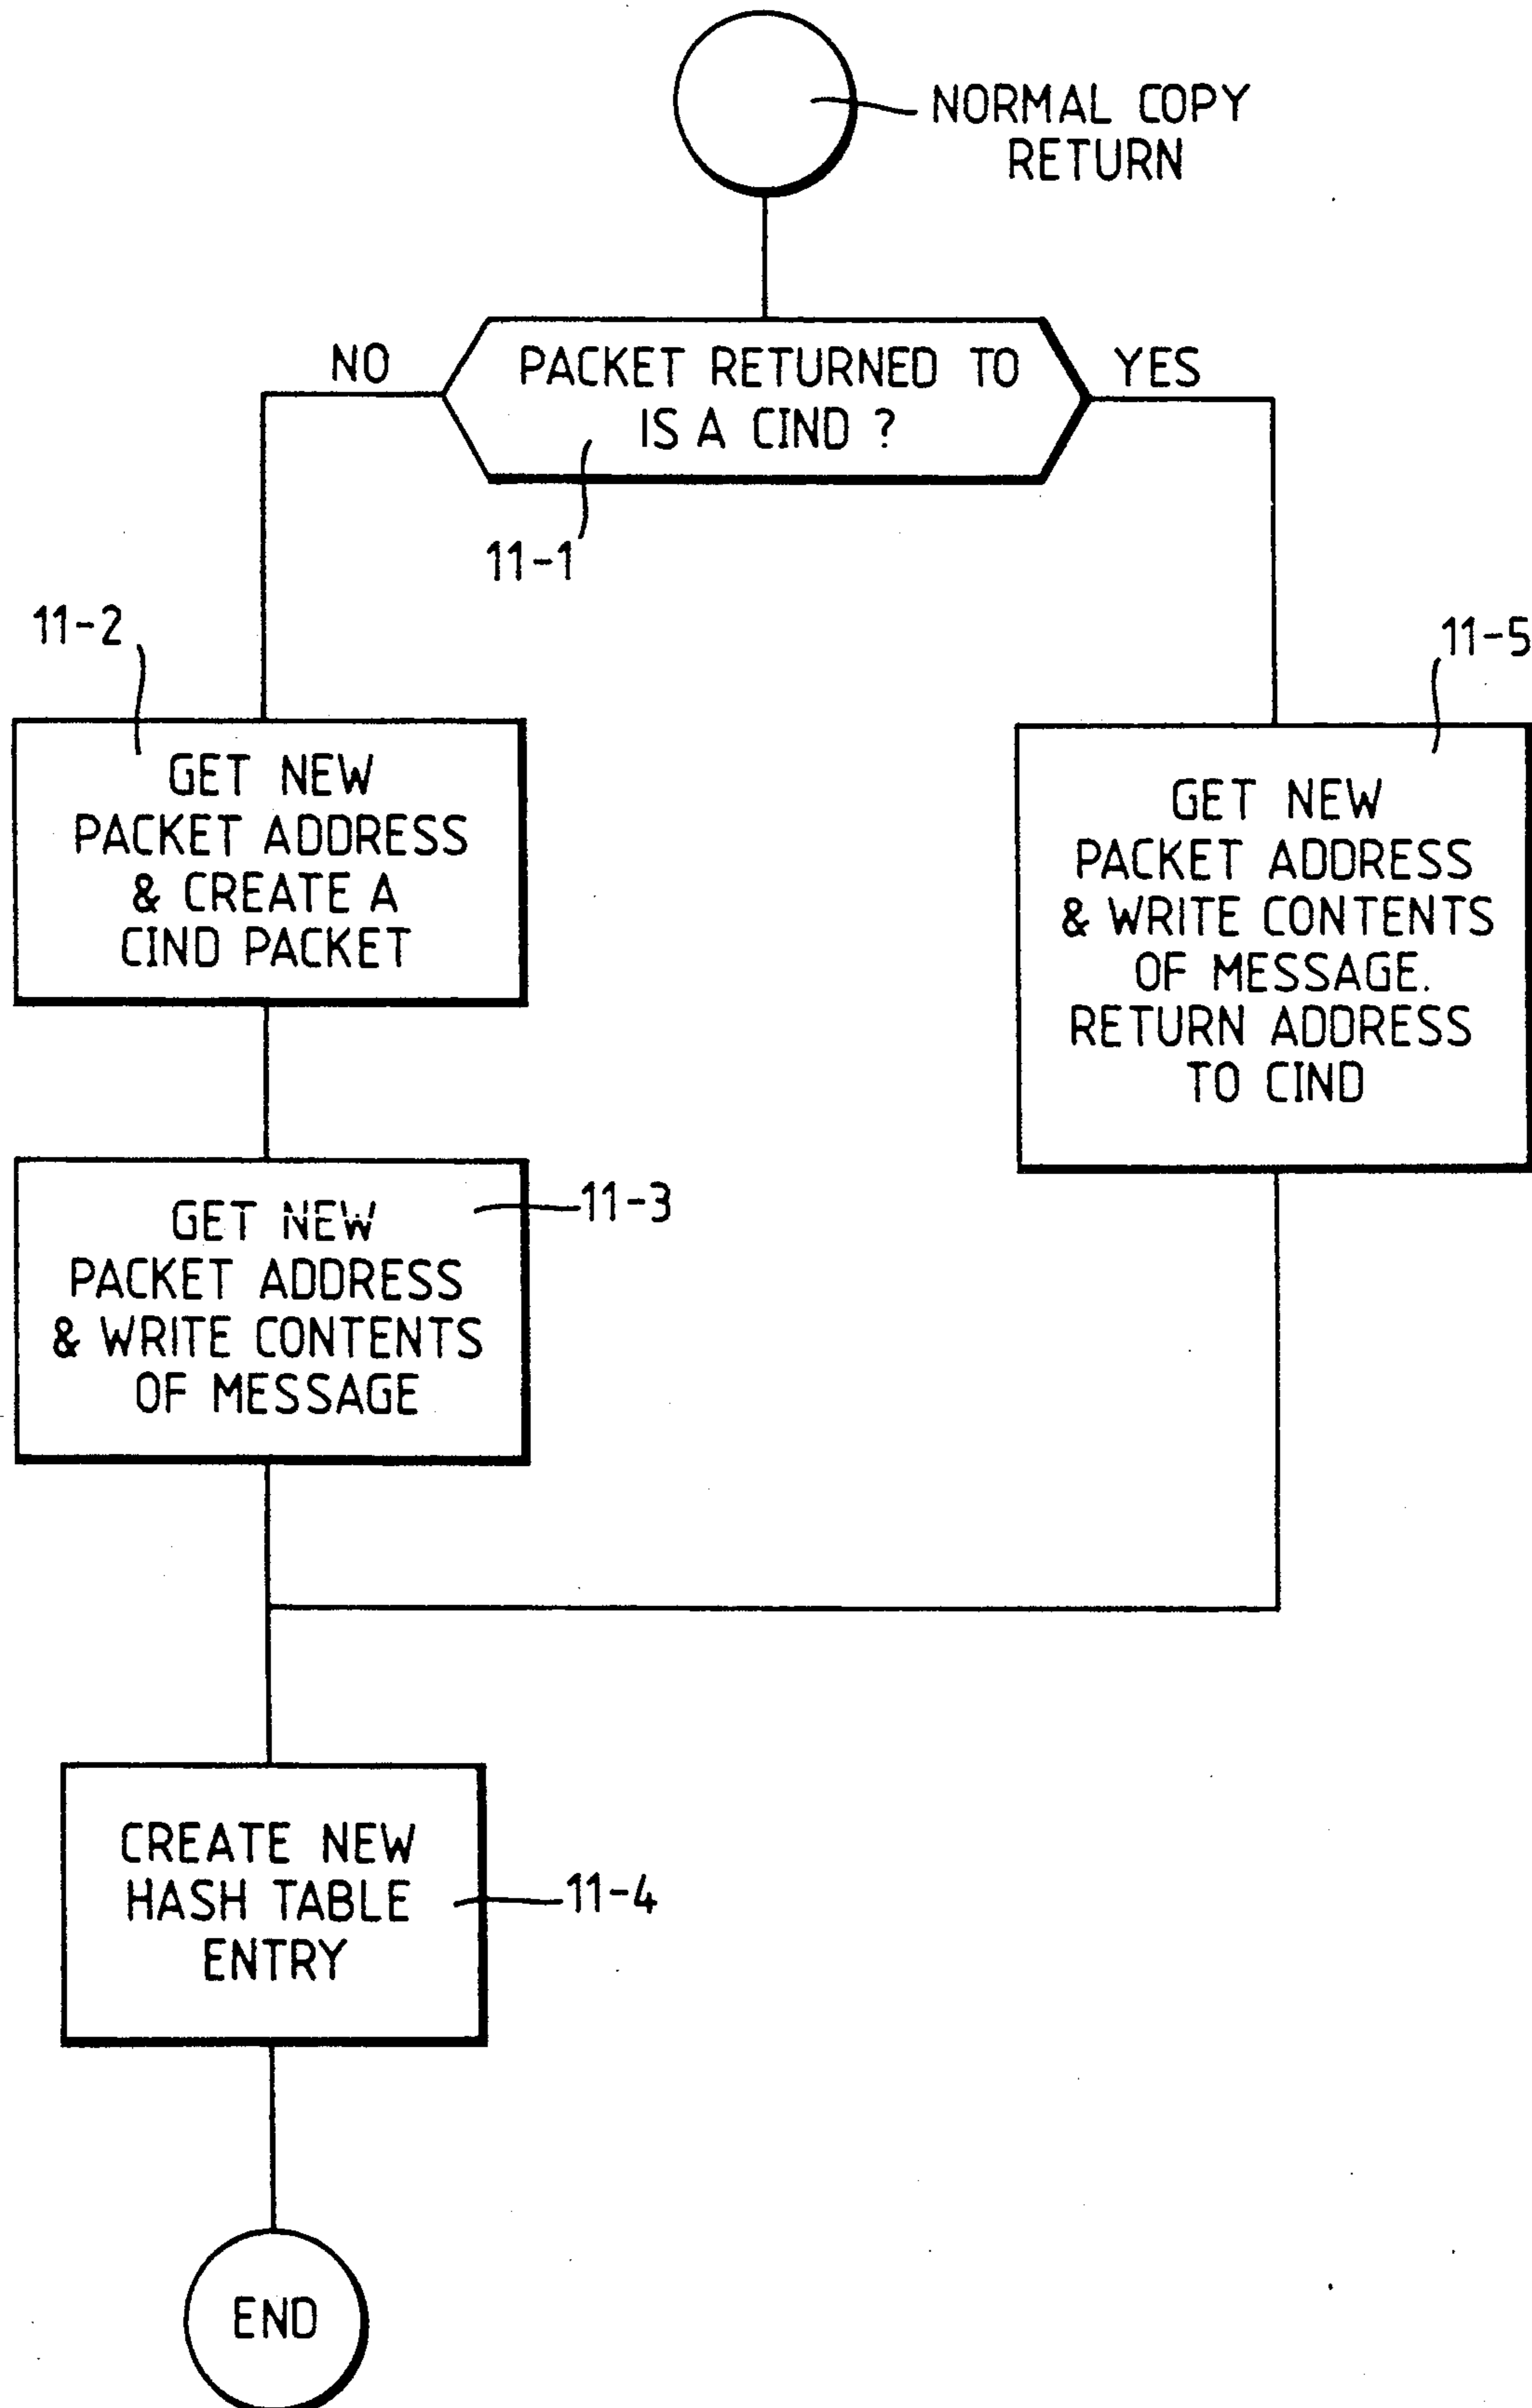 NORMAL COPY
RETURN
NO
PACKET RETURNED TO
IS A CIND ?
YES
11-1
11-2
11-5
GET NEW
PACKET ADDRESS
& CREATE A
CIND PACKET
GET NEW
PACKET ADDRESS
& WRITE CONTENTS
OF MESSAGE.
RETURN ADDRESS
TO CIND
GET NEW
PACKET ADDRESS
& WRITE CONTENTS
OF MESSAGE
11-3
CREATE NEW
HASH TABLE
ENTRY
11-4
END